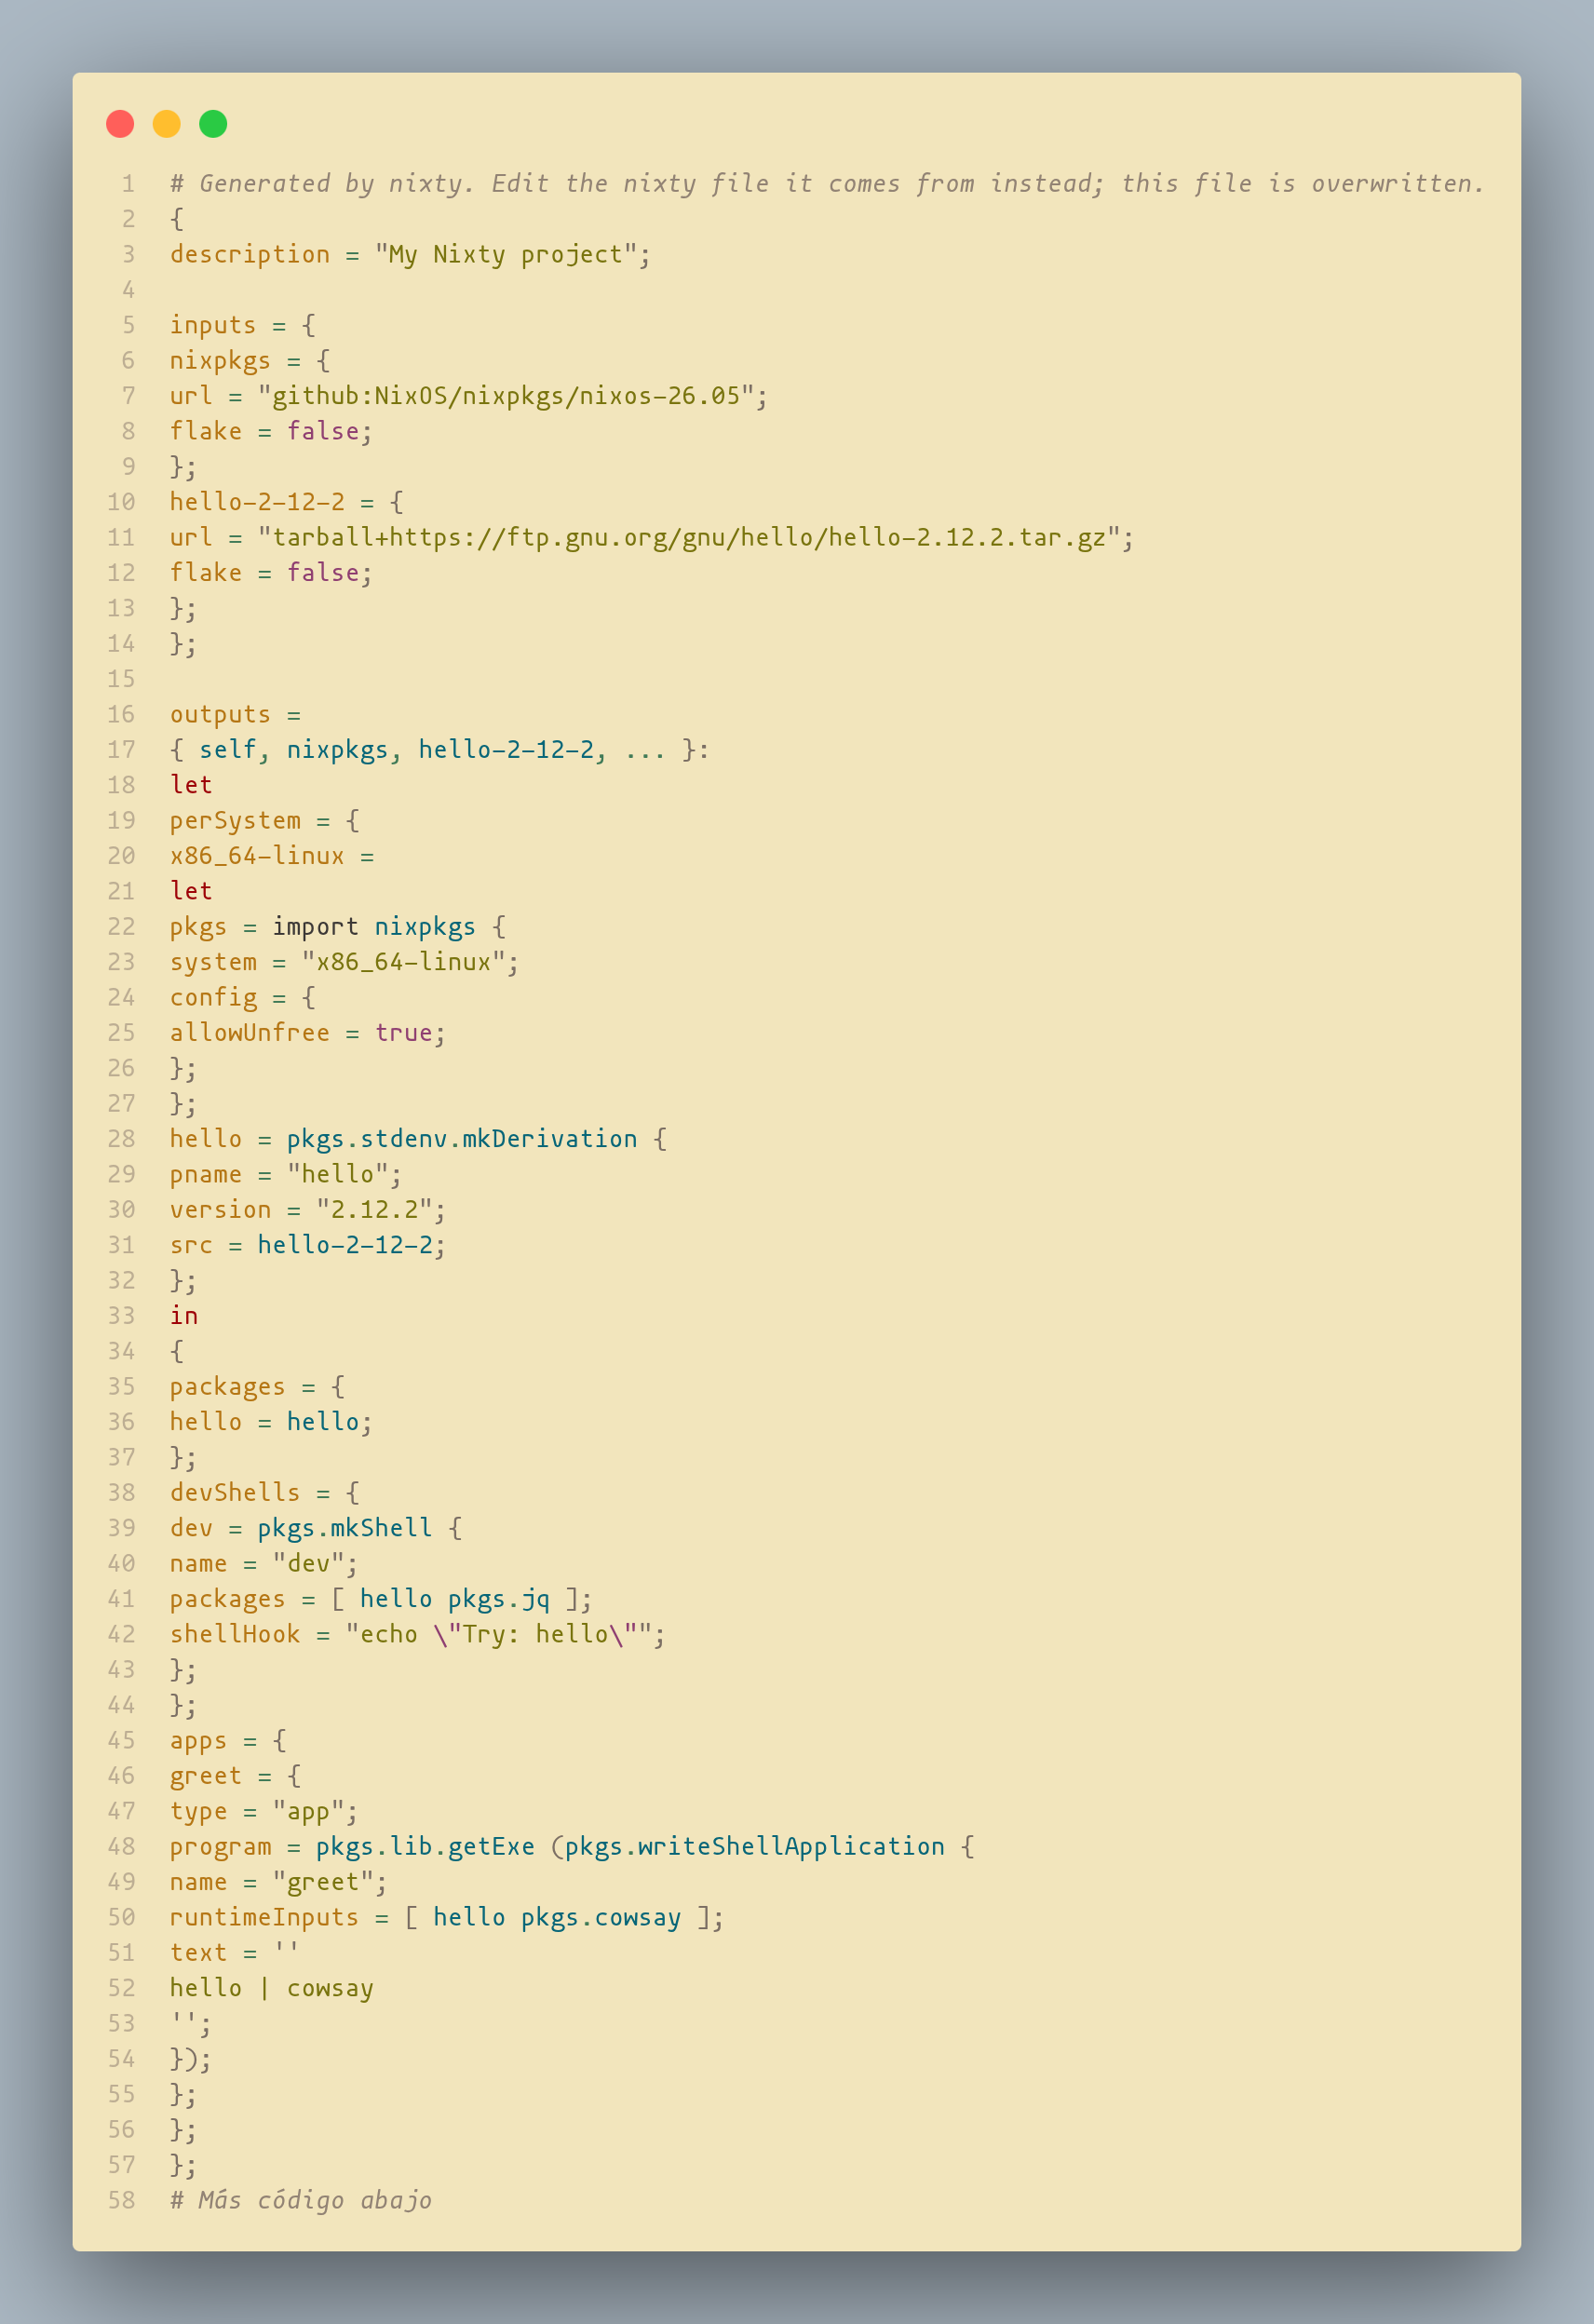 1 # Generated by nixty. Edit the nixty file it comes from instead; this file is overwritten.
2 {
3 description = "My Nixty project";
4
5 inputs = {
6 nixpkgs = {
7 url = "github:NixOS/nixpkgs/nixos-26.05";
8 flake = false;
9 };
10 hello-2-12-2 = {
11 url = "tarball+https://ftp.gnu.org/gnu/hello/hello-2.12.2.tar.gz";
12 flake = false;
13 };
14 };
15
16 outputs =
17 { self, nixpkgs, hello-2-12-2, ... }:
18 let
19 perSystem = {
20 x86_64-linux =
21 let
22 pkgs = import nixpkgs {
23 system = "x86_64-linux";
24 config = {
25 allowUnfree = true;
26 };
27 };
28 hello = pkgs.stdenv.mkDerivation {
29 pname = "hello";
30 version = "2.12.2";
31 src = hello-2-12-2;
32 };
33 in
34 {
35 packages = {
36 hello = hello;
37 };
38 devShells = {
39 dev = pkgs.mkShell {
40 name = "dev";
41 packages = [ hello pkgs.jq ];
42 shellHook = "echo \"Try: hello\"";
43 };
44 };
45 apps = {
46 greet = {
47 type = "app";
48 program = pkgs.lib.getExe (pkgs.writeShellApplication {
49 name = "greet";
50 runtimeInputs = [ hello pkgs.cowsay ];
51 text = ''
52 hello | cowsay
53 '';
54 });
55 };
56 };
57 };
58 # Más código abajo